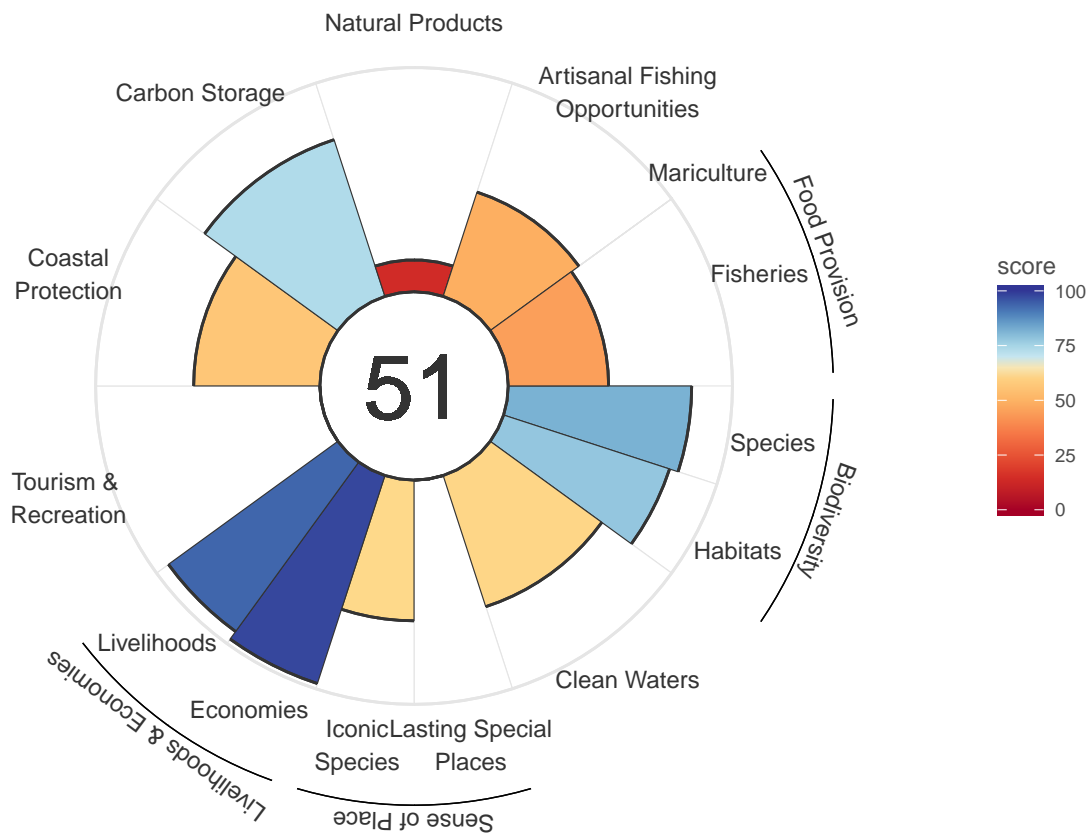 Natural Products
Artisanal Fishing
Opportunities
Carbon Storage
Mariculture
Food Provision
Fisheries
Coastal
Protection
score
100
75
50
25
0
51
Species
Biodiversity
Habitats
Tourism &
Recreation
Livelihoods
Livelihoods & Economies
Economies
Clean Waters
Iconic
Species
Lasting Special
Places
Sense of Place